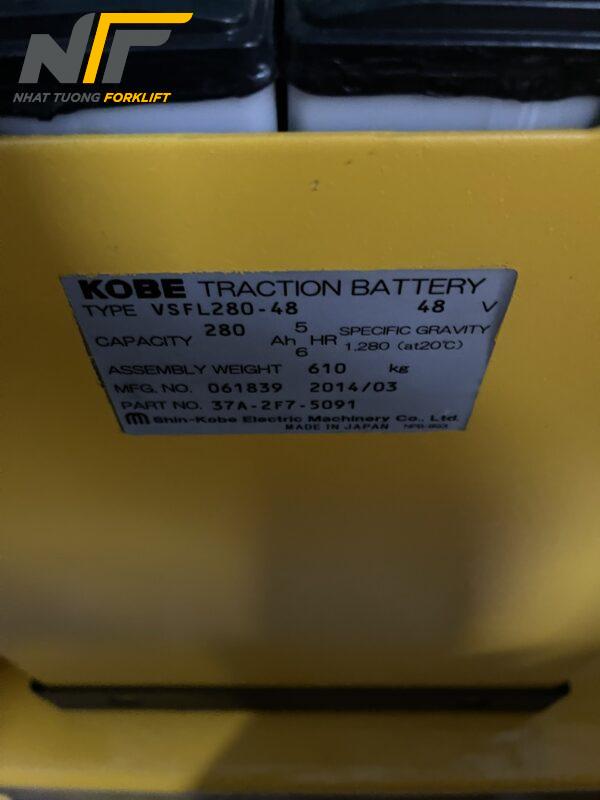 NTF
NHAT TUONG FORKLIFT
KOBE TRACTION BATTERY
TYPE VSFL280-48 48 V
CAPACITY 280 Ah 5/6 HR SPECIFIC GRAVITY 1,280 (at20℃)
ASSEMBLY WEIGHT 610 kg
MFG. NO. 061839 2014/03
PART NO. 37A-2F7-5091
Shin-Kobe Electric Machinery Co., Ltd.
MADE IN JAPAN